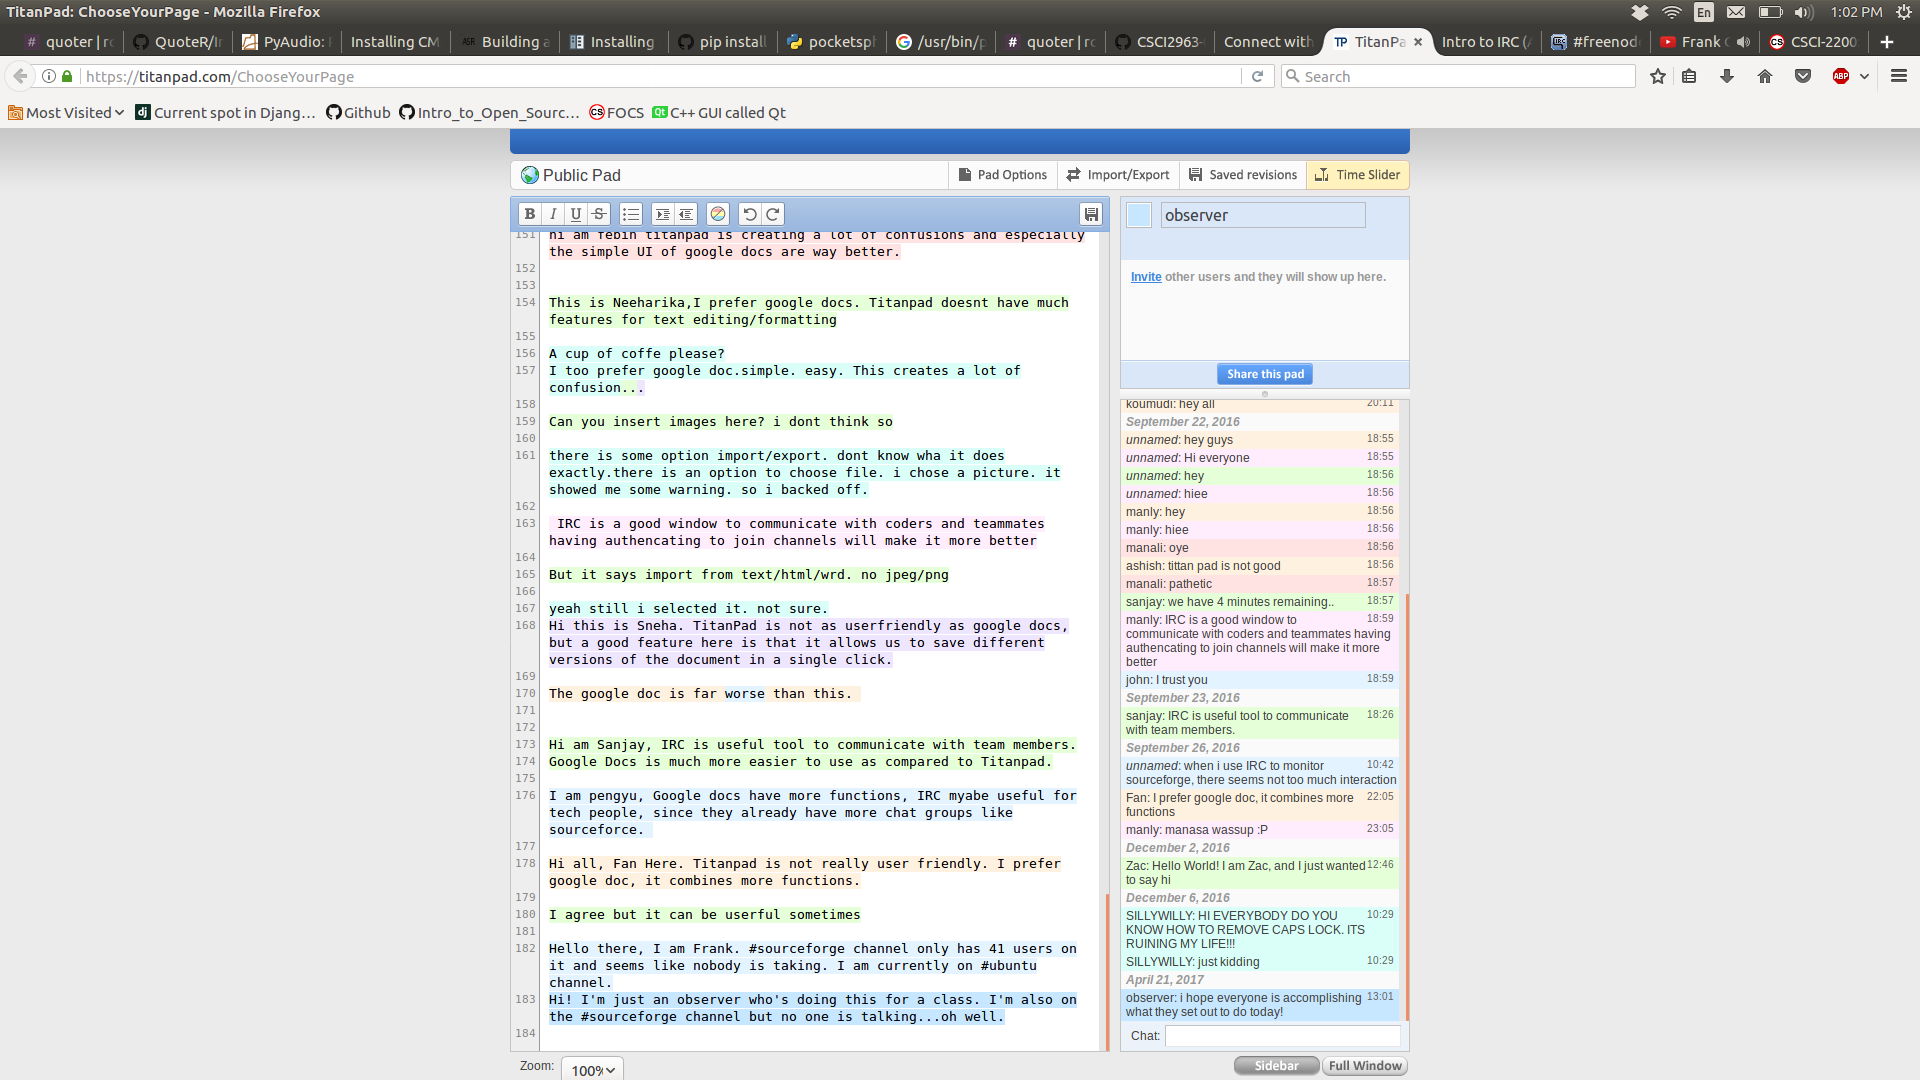 TitanPad: ChooseYourPage - Mozilla Firefox
En
1:02 PM
# quoter | r
QuoteR/Ir
PyAudio:
Installing CM
Building a
Installing
pip install
pocketsph
/usr/bin/p
# quoter | r
CSCI2963-
Connect with
TP TitanPa
Intro to IRC (
#freenod
Frank
CSCI-2200
https://titanpad.com/ChooseYourPage
Search
ABP
Most Visited
dj Current spot in Djang...
Github
Intro_to_Open_Sourc...
FOCS
Qt C++ GUI called Qt
Public Pad
Pad Options
Import/Export
Saved revisions
Time Slider
B I U S
151 hi am febin titanpad is creating a lot of confusions and especially
the simple UI of google docs are way better.
152
153
154 This is Neeharika,I prefer google docs. Titanpad doesnt have much
features for text editing/formatting
155
156 A cup of coffe please?
157 I too prefer google doc.simple. easy. This creates a lot of
confusion...
158
159 Can you insert images here? i dont think so
160
161 there is some option import/export. dont know wha it does
exactly.there is an option to choose file. i chose a picture. it
showed me some warning. so i backed off.
162
163 IRC is a good window to communicate with coders and teammates
having authencating to join channels will make it more better
164
165 But it says import from text/html/wrd. no jpeg/png
166
167 yeah still i selected it. not sure.
168 Hi this is Sneha. TitanPad is not as userfriendly as google docs,
but a good feature here is that it allows us to save different
versions of the document in a single click.
169
170 The google doc is far worse than this.
171
172
173 Hi am Sanjay, IRC is useful tool to communicate with team members.
174 Google Docs is much more easier to use as compared to Titanpad.
175
176 I am pengyu, Google docs have more functions, IRC myabe useful for
tech people, since they already have more chat groups like
sourceforce.
177
178 Hi all, Fan Here. Titanpad is not really user friendly. I prefer
google doc, it combines more functions.
179
180 I agree but it can be userful sometimes
181
182 Hello there, I am Frank. #sourceforge channel only has 41 users on
it and seems like nobody is taking. I am currently on #ubuntu
channel.
183 Hi! I'm just an observer who's doing this for a class. I'm also on
the #sourceforge channel but no one is talking...oh well.
184
Zoom: 100%
observer
Invite other users and they will show up here.
Share this pad
koumudi: hey all 20:11
September 22, 2016
unnamed: hey guys 18:55
unnamed: Hi everyone 18:55
unnamed: hey 18:56
unnamed: hiee 18:56
manly: hey 18:56
manly: hiee 18:56
manali: oye 18:56
ashish: tittan pad is not good 18:56
manali: pathetic 18:57
sanjay: we have 4 minutes remaining.. 18:57
manly: IRC is a good window to 18:59
communicate with coders and teammates having
authencating to join channels will make it more
better
john: I trust you 18:59
September 23, 2016
sanjay: IRC is useful tool to communicate 18:26
with team members.
September 26, 2016
unnamed: when i use IRC to monitor 10:42
sourceforge, there seems not too much interaction
Fan: I prefer google doc, it combines more 22:05
functions
manly: manasa wassup :P 23:05
December 2, 2016
Zac: Hello World! I am Zac, and I just wanted 12:46
to say hi
December 6, 2016
SILLYWILLY: HI EVERYBODY DO YOU 10:29
KNOW HOW TO REMOVE CAPS LOCK. ITS
RUINING MY LIFE!!!
SILLYWILLY: just kidding 10:29
April 21, 2017
observer: i hope everyone is accomplishing 13:01
what they set out to do today!
Chat:
Sidebar
Full Window